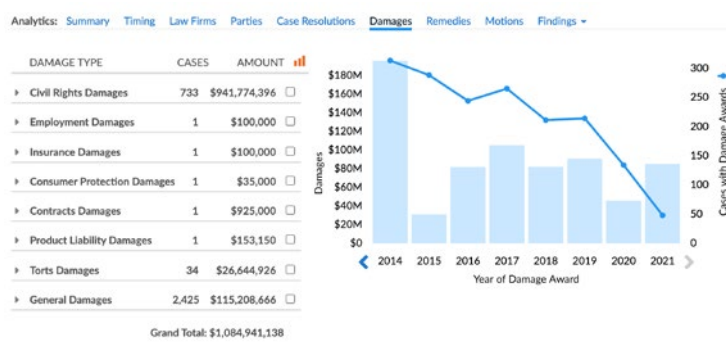 Analytics: Summary Timing Law Firms Parties Case Resolutions Damages Remedies Motions Findings
DAMAGE TYPE CASES AMOUNT
Civil Rights Damages 733 $941,774,396
Employment Damages 1 $100,000
Insurance Damages 1 $100,000
Consumer Protection Damages 1 $35,000
Contracts Damages 1 $925,000
Product Liability Damages 1 $153,150
Torts Damages 34 $26,644,926
General Damages 2,425 $115,208,666
Grand Total: $1,084,941,138
Damages
$180M
$160M
$140M
$120M
$100M
$80M
$60M
$40M
$20M
$0
300
250
200
150
100
50
0
Cases with Damage Awards
2014 2015 2016 2017 2018 2019 2020 2021
Year of Damage Award